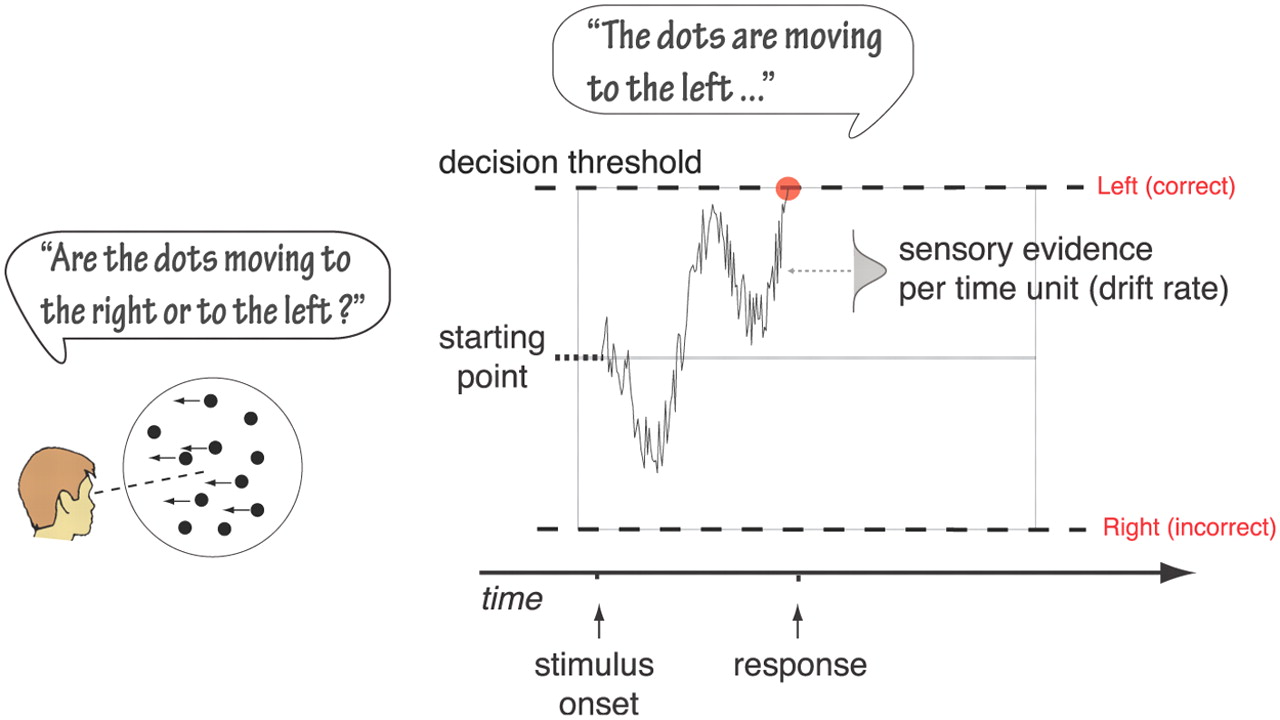 “The dots are moving
to the left ...”
decision threshold
Left (correct)
“Are the dots moving to
the right or to the left ?”
sensory evidence
per time unit (drift rate)
starting
point
Right (incorrect)
time
stimulus
onset
response